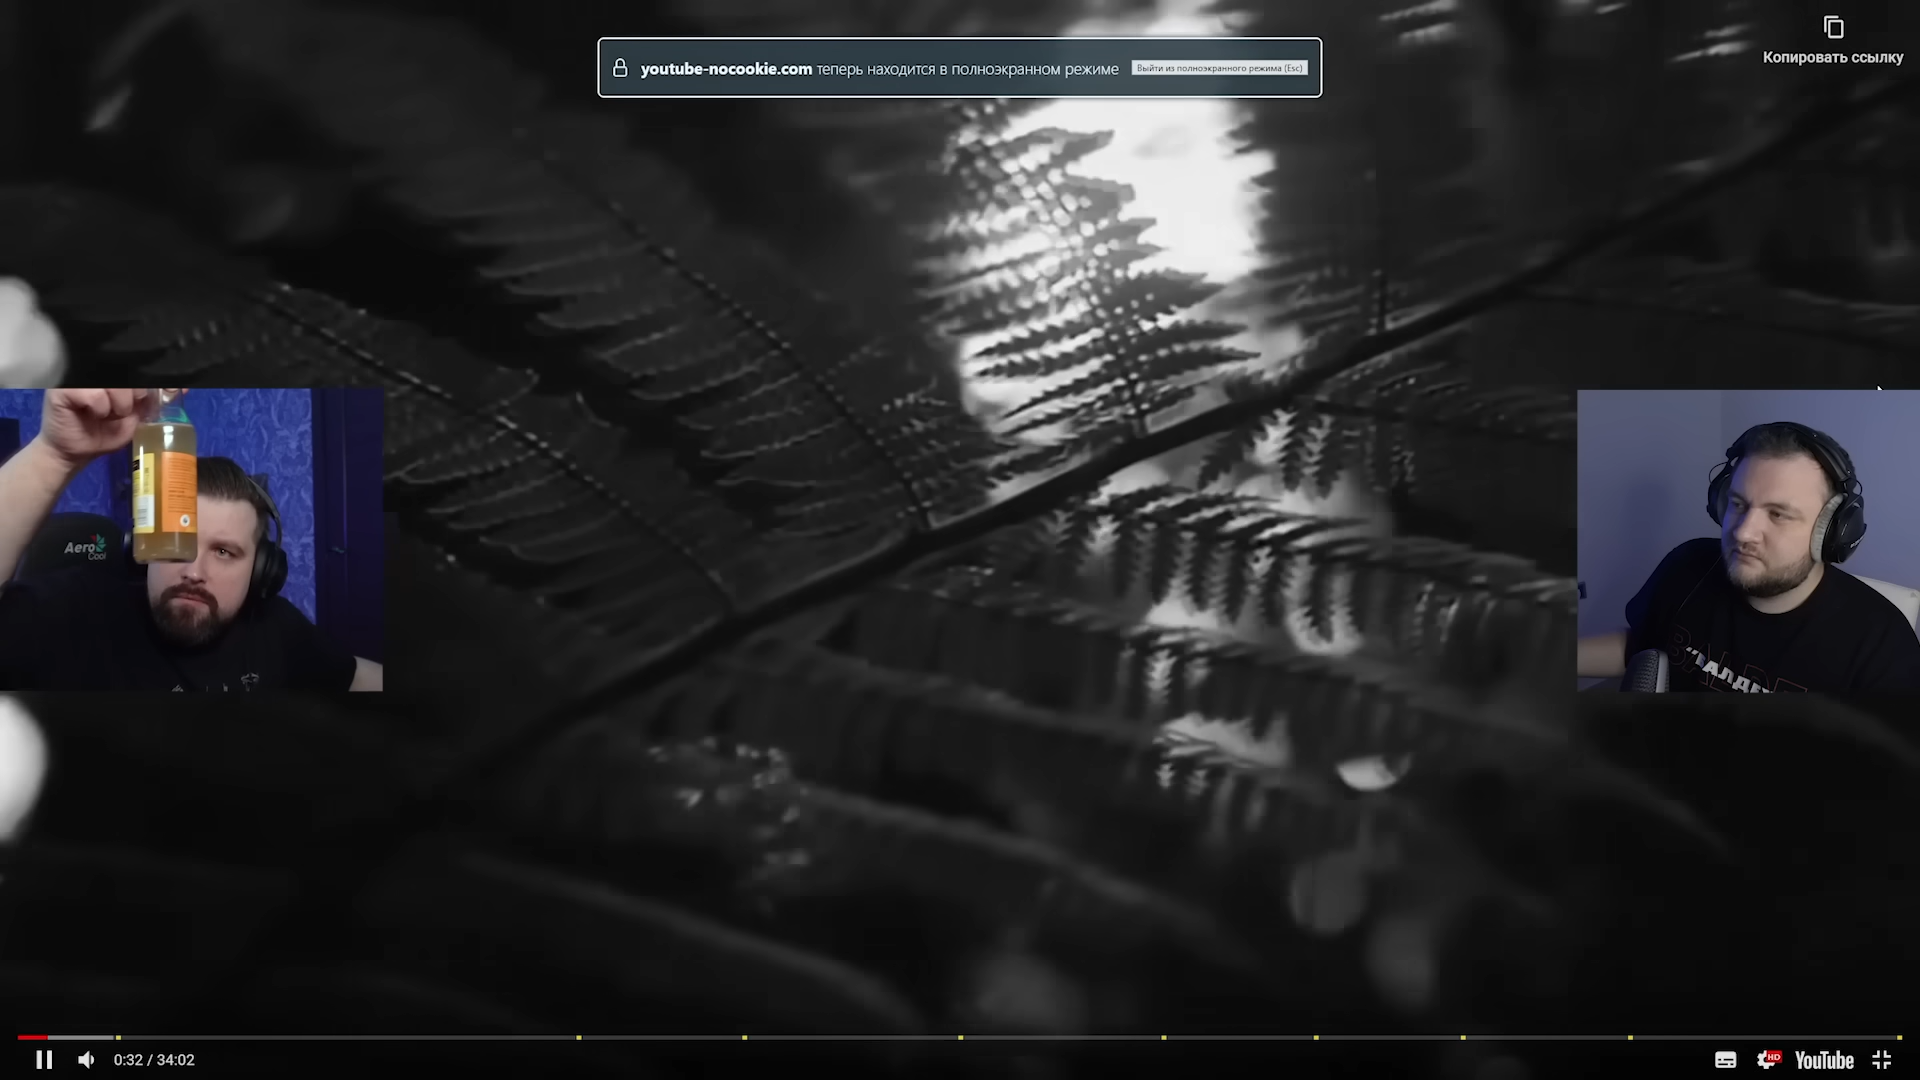 youtube-nocookie.com теперь находится в полноэкранном режиме Выйти из полноэкранного режима (Esc)
Копировать ссылку
Aero
Cool
0:32 / 34:02
HD
YouTube